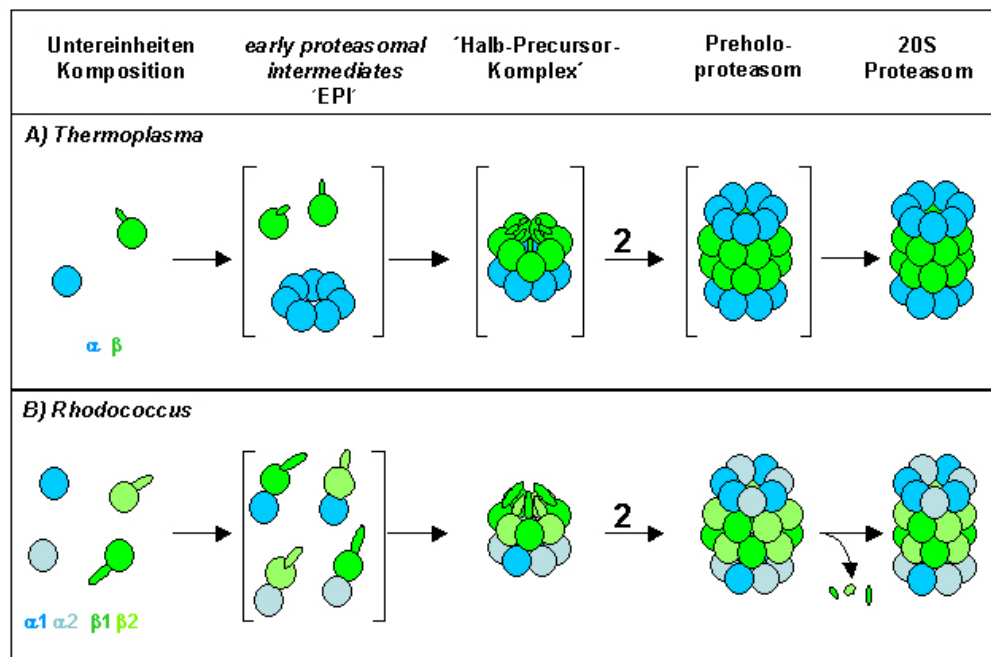 Untereinheiten
Komposition
early proteasomal
intermediates
´EPI´
´Halb-Precursor-
Komplex´
Preholo-
proteasom
20S
Proteasom
A) Thermoplasma
2
α β
B) Rhodococcus
2
α1 α2 β1 β2